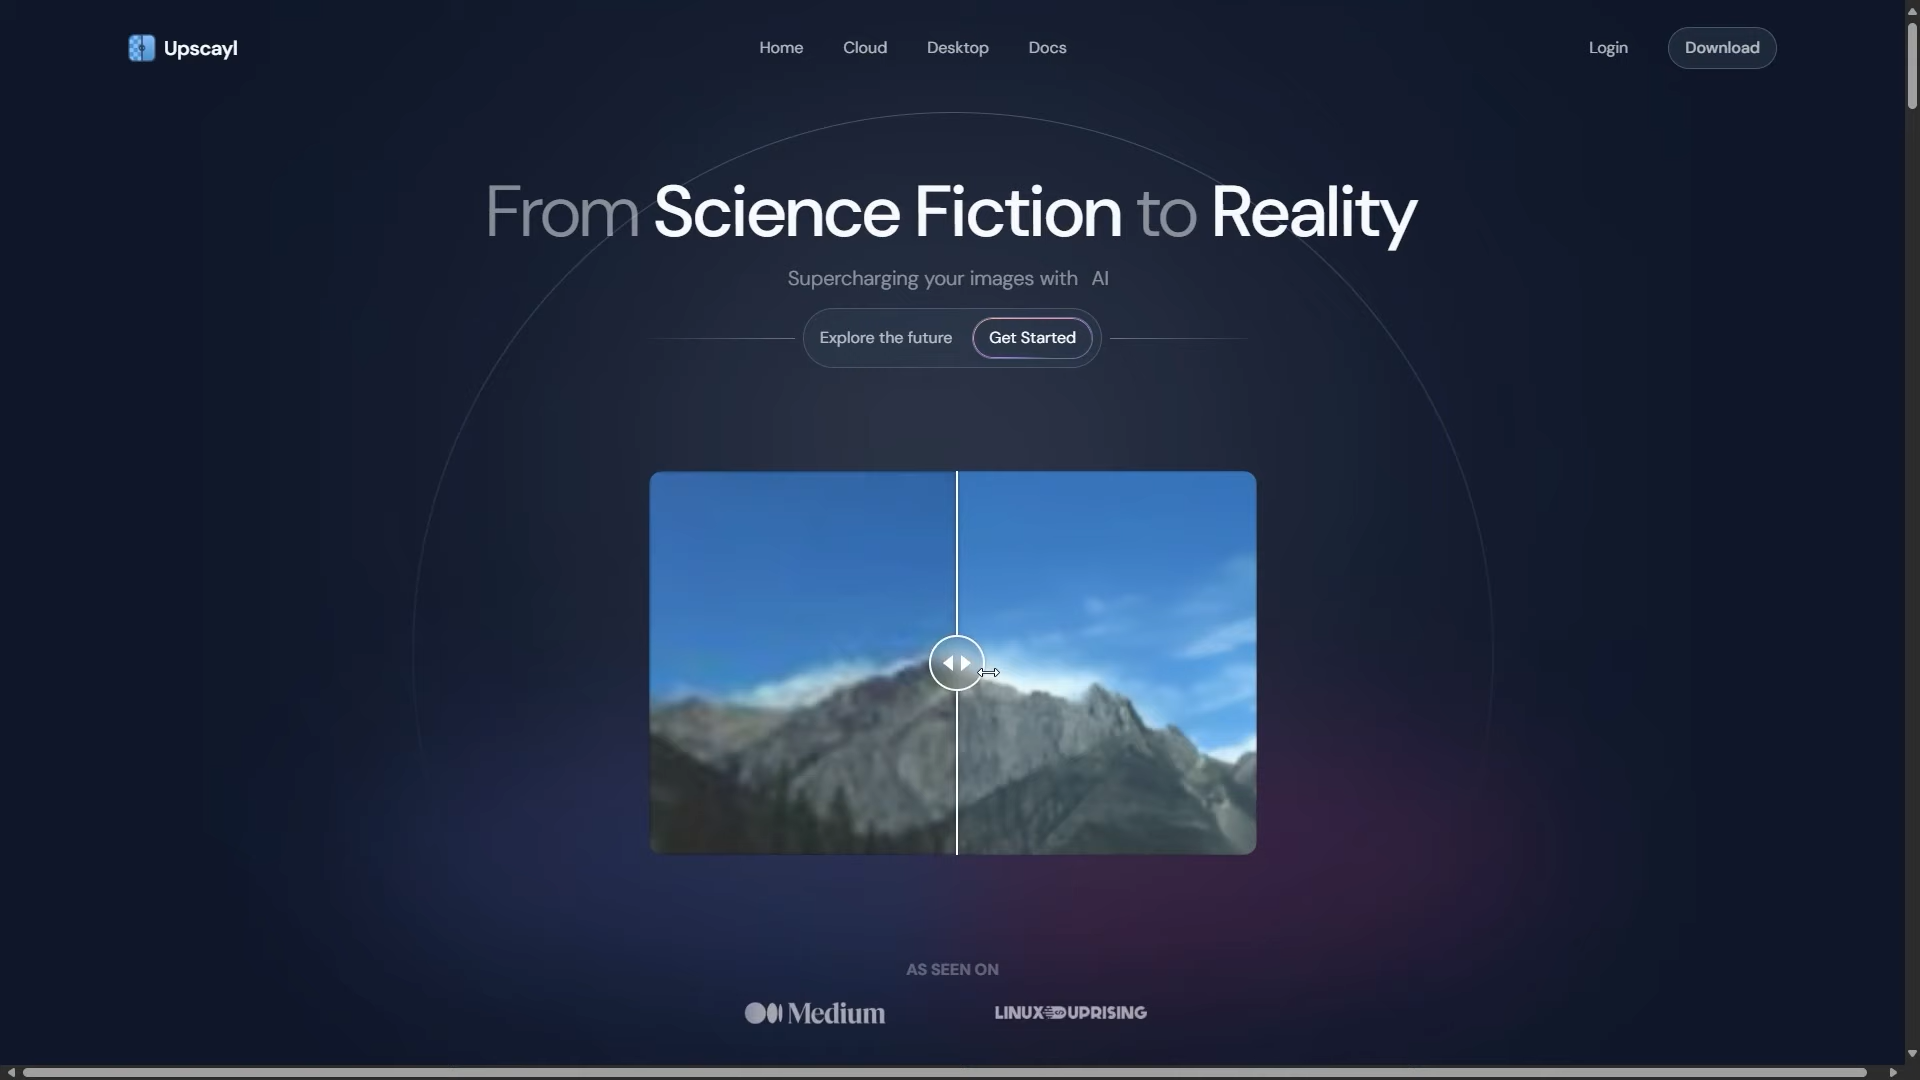 Upscayl
Home Cloud Desktop Docs
Login Download
From Science Fiction to Reality
Supercharging your images with AI
Explore the future Get Started
AS SEEN ON
Medium LINUX UPRISING